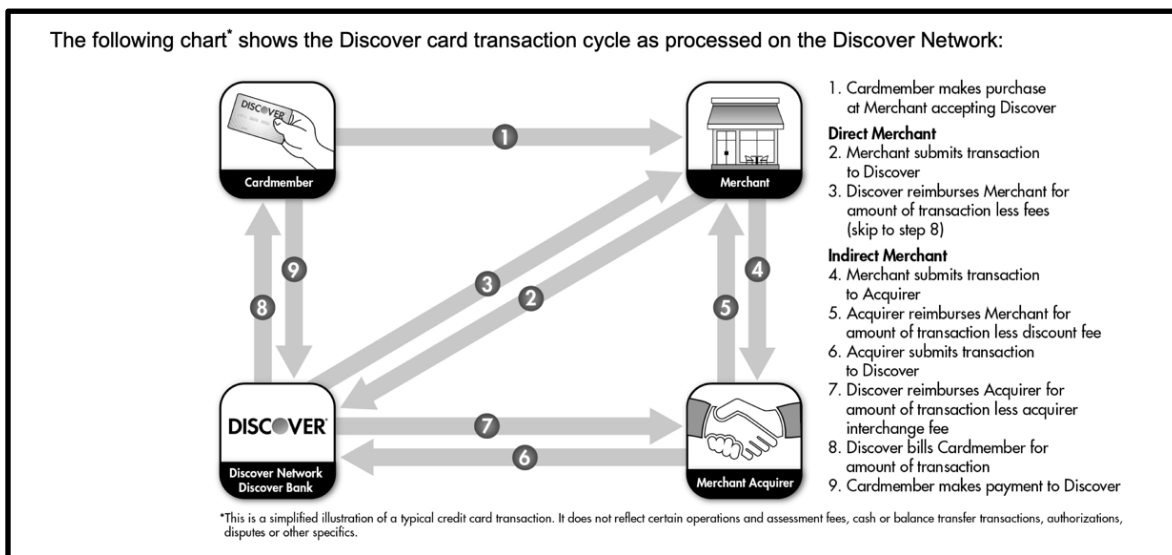 The following chart* shows the Discover card transaction cycle as processed on the Discover Network:
DISCOVER
Cardmember
1
Merchant
9
8
3
2
4
5
DISCOVER
Discover Network
Discover Bank
7
6
Merchant Acquirer
1. Cardmember makes purchase
at Merchant accepting Discover
Direct Merchant
2. Merchant submits transaction
to Discover
3. Discover reimburses Merchant for
amount of transaction less fees
(skip to step 8)
Indirect Merchant
4. Merchant submits transaction
to Acquirer
5. Acquirer reimburses Merchant for
amount of transaction less discount fee
6. Acquirer submits transaction
to Discover
7. Discover reimburses Acquirer for
amount of transaction less acquirer
interchange fee
8. Discover bills Cardmember for
amount of transaction
9. Cardmember makes payment to Discover
*This is a simplified illustration of a typical credit card transaction. It does not reflect certain operations and assessment fees, cash or balance transfer transactions, authorizations,
disputes or other specifics.